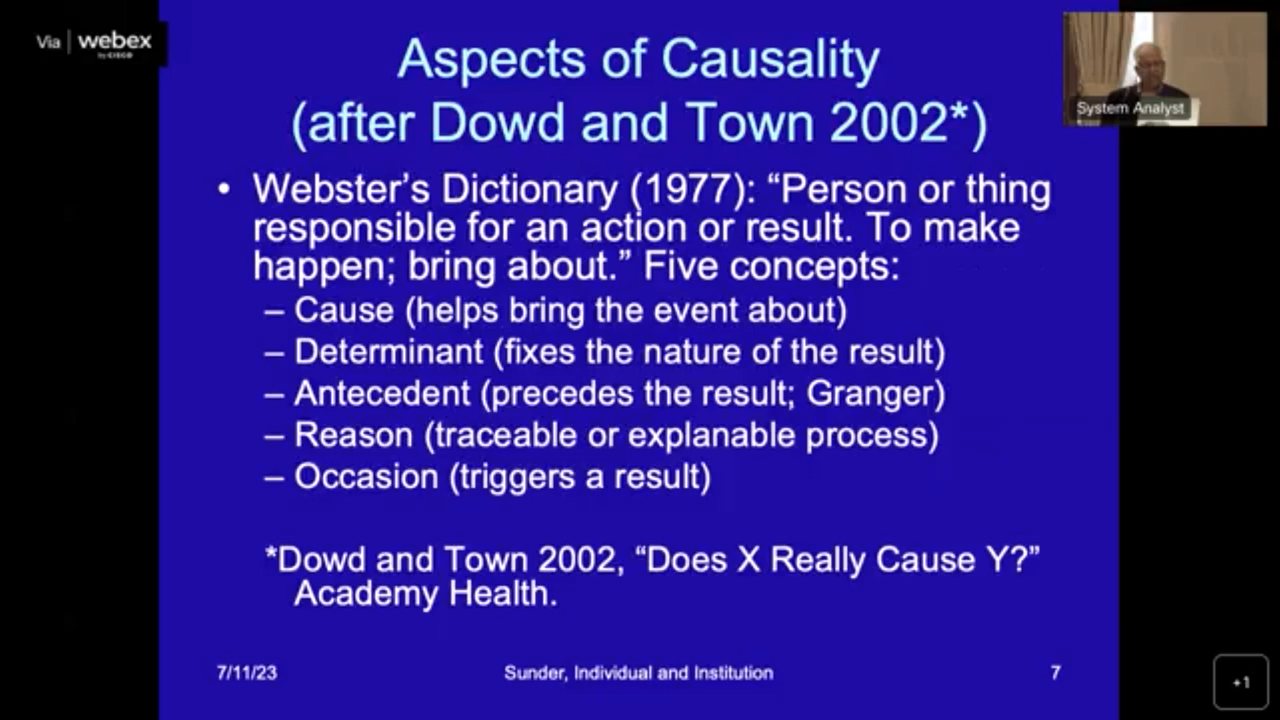 Via | webex
by CISCO
Aspects of Causality
(after Dowd and Town 2002*)
System Analyst
• Webster’s Dictionary (1977): “Person or thing
responsible for an action or result. To make
happen; bring about.” Five concepts:
– Cause (helps bring the event about)
– Determinant (fixes the nature of the result)
– Antecedent (precedes the result; Granger)
– Reason (traceable or explanable process)
– Occasion (triggers a result)
*Dowd and Town 2002, “Does X Really Cause Y?”
Academy Health.
7/11/23
Sunder, Individual and Institution
7
+1